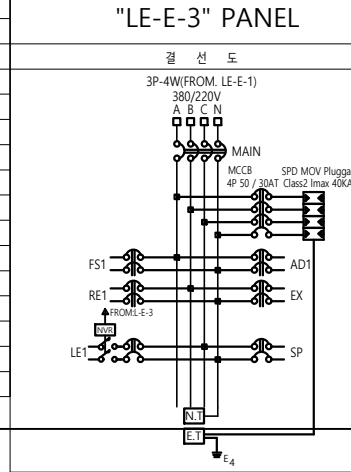 "LE-E-3" PANEL
결 선 도
3P-4W(FROM. LE-E-1)
380/220V
A B C N
MAIN
MCCB
4P 50 / 30AT
SPD MOV Plugga
Class2 Imax 40KA
FS1
AD1
RE1
EX
FROM:L-E-3
NVR
LE1
SP
N.T
E.T
E4